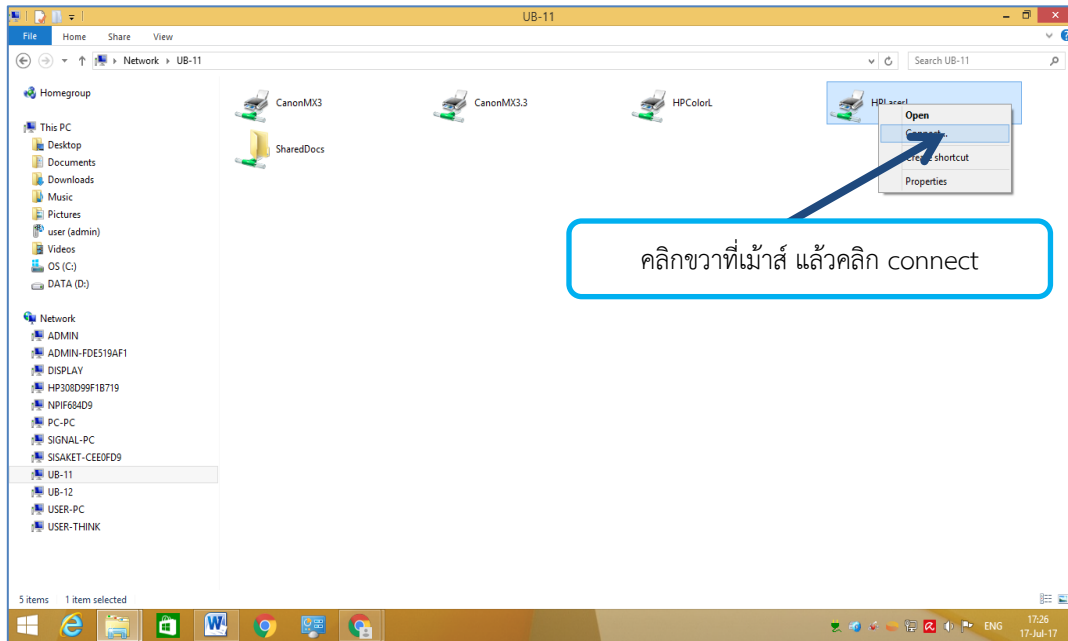 UB-11
File Home Share View
Network ▸ UB-11
Search UB-11
Homegroup
This PC
Desktop
Documents
Downloads
Music
Pictures
user (admin)
Videos
OS (C:)
DATA (D:)
Network
ADMIN
ADMIN-FDE519AF1
DISPLAY
HP308D99F1B719
NPIF684D9
PC-PC
SIGNAL-PC
SISAKET-CEE0FD9
UB-11
UB-12
USER-PC
USER-THINK
CanonMX3
CanonMX3.3
HPColorL
HPLaserJ
SharedDocs
Open
Connect...
Create shortcut
Properties
คลิกขวาที่เม้าส์ แล้วคลิก connect
5 items 1 item selected
ENG
17:26
17-Jul-17